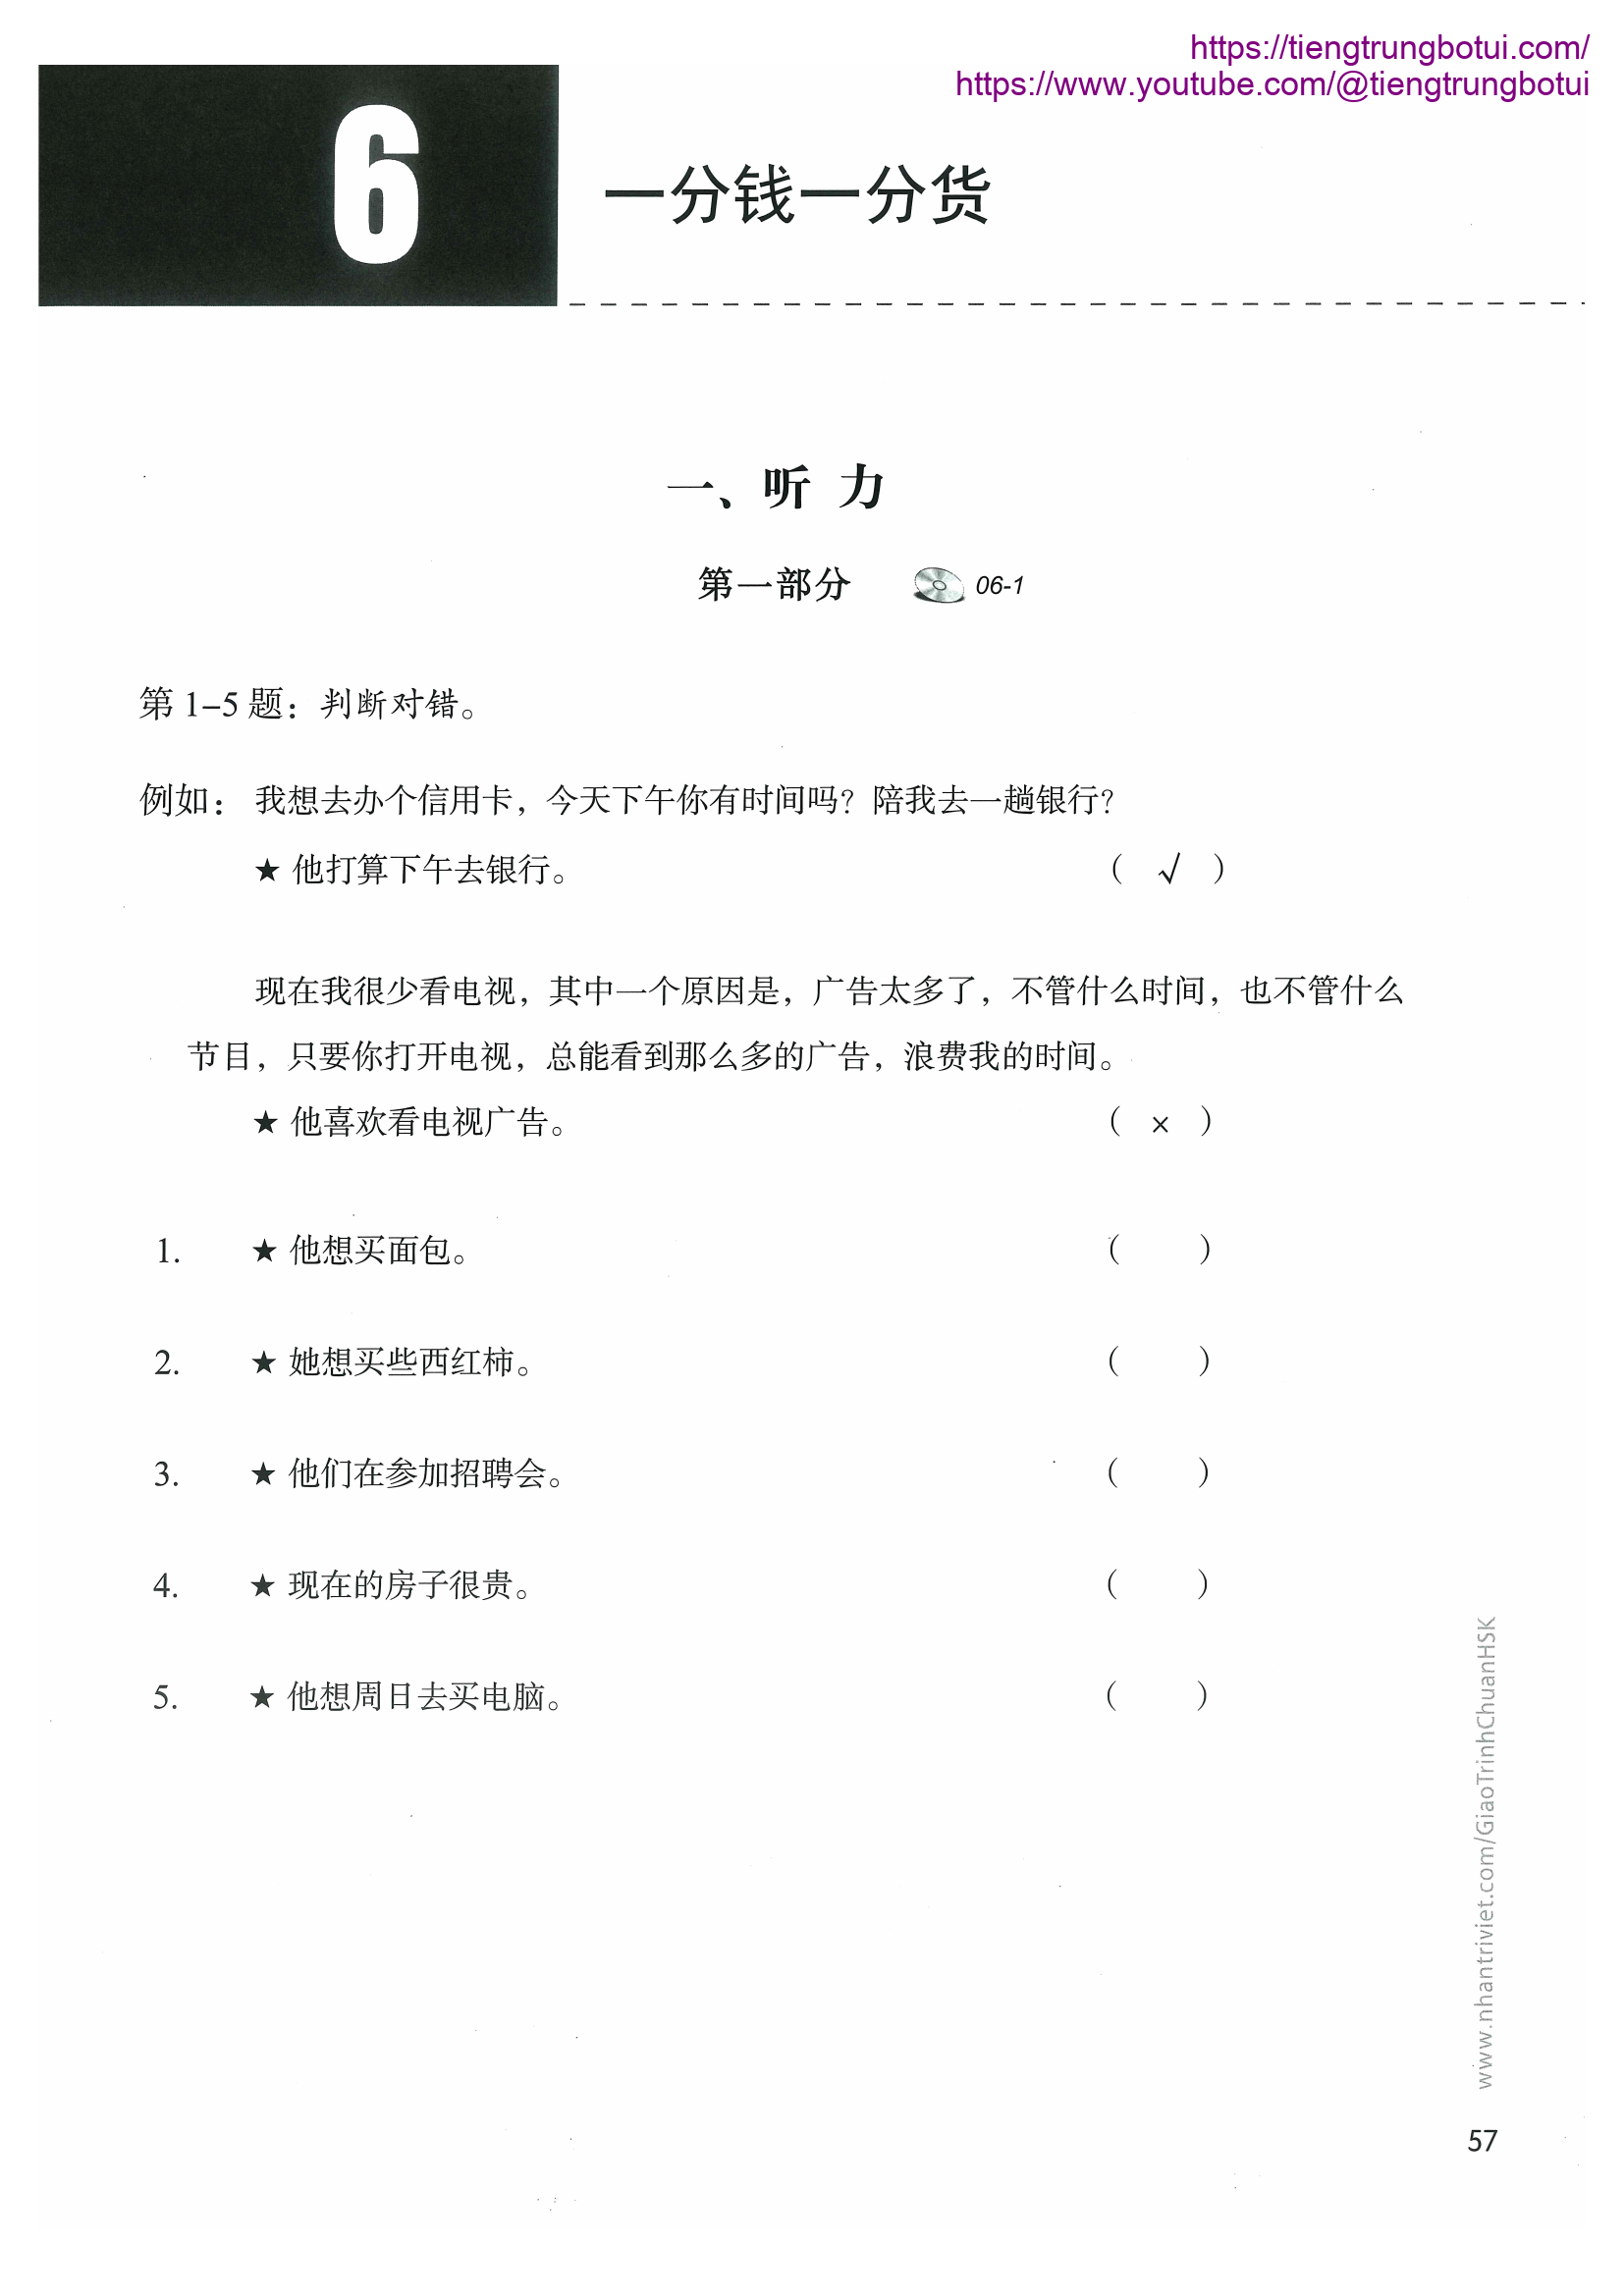 https://tiengtrungbotui.com/
https://www.youtube.com/@tiengtrungbotui
6
一分钱一分货
一、听 力
第一部分 06-1
第 1-5 题：判断对错。
例如：我想去办个信用卡，今天下午你有时间吗？陪我去一趟银行？
★ 他打算下午去银行。 （ √ ）
现在我很少看电视，其中一个原因是，广告太多了，不管什么时间，也不管什么
节目，只要你打开电视，总能看到那么多的广告，浪费我的时间。
★ 他喜欢看电视广告。 （ × ）
1. ★ 他想买面包。 （ ）
2. ★ 她想买些西红柿。 （ ）
3. ★ 他们在参加招聘会。 （ ）
4. ★ 现在的房子很贵。 （ ）
5. ★ 他想周日去买电脑。 （ ）
www.nhantriviet.com/GiaoTrinhChuanHSK
57